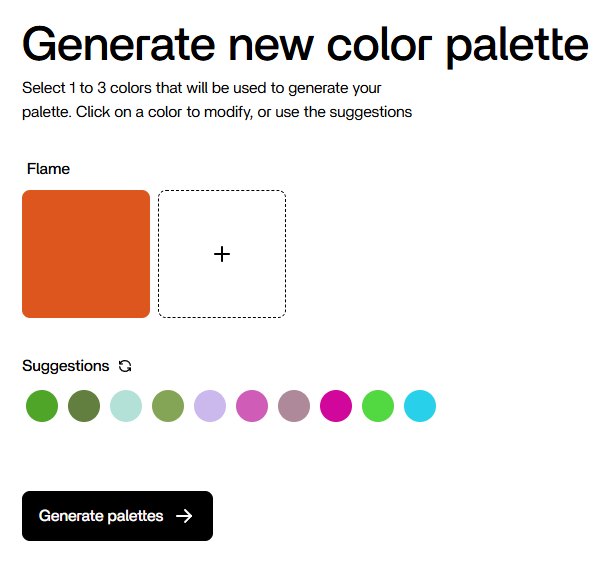 Generate new color palette
Select 1 to 3 colors that will be used to generate your
palette. Click on a color to modify, or use the suggestions
Flame
Suggestions
Generate palettes